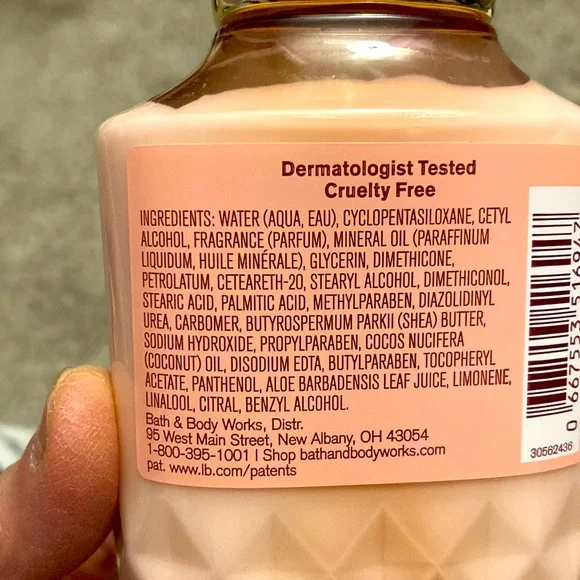 Dermatologist Tested
Cruelty Free
INGREDIENTS: WATER (AQUA, EAU), CYCLOPENTASILOXANE, CETYL
ALCOHOL, FRAGRANCE (PARFUM), MINERAL OIL (PARAFFINUM
LIQUIDUM, HUILE MINÉRALE), GLYCERIN, DIMETHICONE,
PETROLATUM, CETEARETH-20, STEARYL ALCOHOL, DIMETHICONOL,
STEARIC ACID, PALMITIC ACID, METHYLPARABEN, DIAZOLIDINYL
UREA, CARBOMER, BUTYROSPERMUM PARKII (SHEA) BUTTER,
SODIUM HYDROXIDE, PROPYLPARABEN, COCOS NUCIFERA
(COCONUT) OIL, DISODIUM EDTA, BUTYLPARABEN, TOCOPHERYL
ACETATE, PANTHENOL, ALOE BARBADENSIS LEAF JUICE, LIMONENE,
LINALOOL, CITRAL, BENZYL ALCOHOL.
Bath & Body Works, Distr.
95 West Main Street, New Albany, OH 43054
1-800-395-1001 | Shop bathandbodyworks.com
pat. www.lb.com/patents
30562436